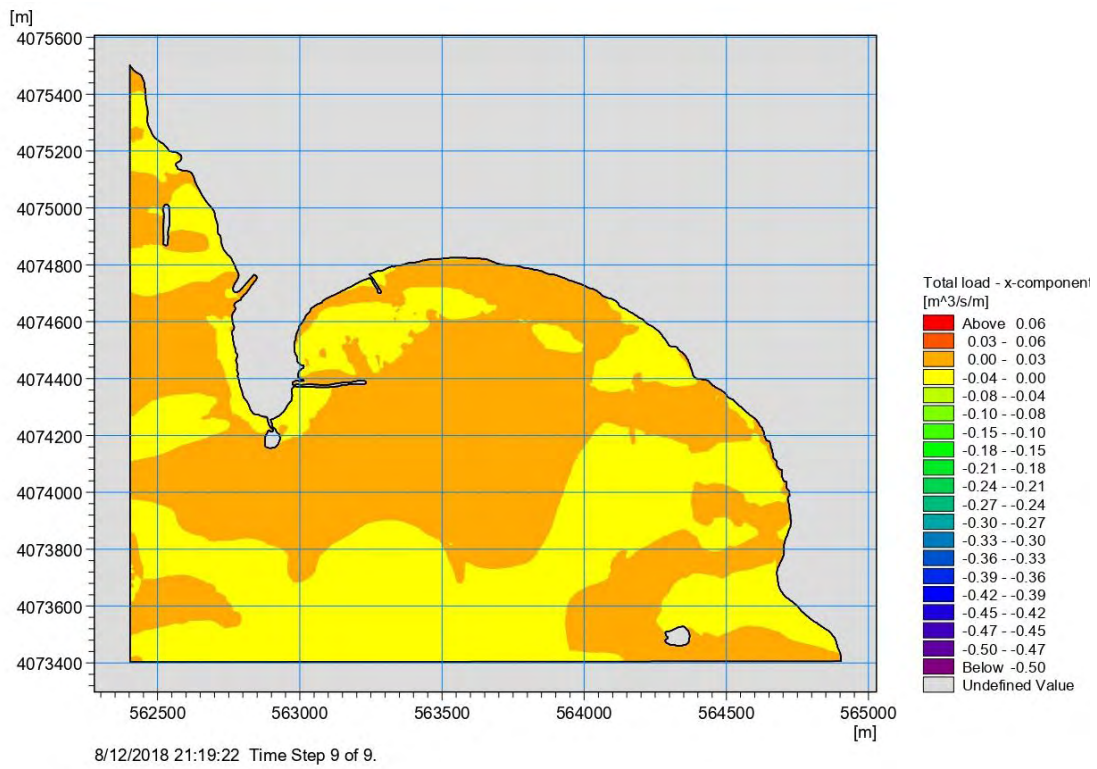 [m]
4075600
4075400
4075200
4075000
4074800
4074600
4074400
4074200
4074000
4073800
4073600
4073400
562500 563000 563500 564000 564500 565000
[m]
8/12/2018 21:19:22 Time Step 9 of 9.
Total load - x-component
[m^3/s/m]
Above 0.06
0.03 - 0.06
0.00 - 0.03
-0.04 - 0.00
-0.08 - -0.04
-0.10 - -0.08
-0.15 - -0.10
-0.18 - -0.15
-0.21 - -0.18
-0.24 - -0.21
-0.27 - -0.24
-0.30 - -0.27
-0.33 - -0.30
-0.36 - -0.33
-0.39 - -0.36
-0.42 - -0.39
-0.45 - -0.42
-0.47 - -0.45
-0.50 - -0.47
Below -0.50
Undefined Value